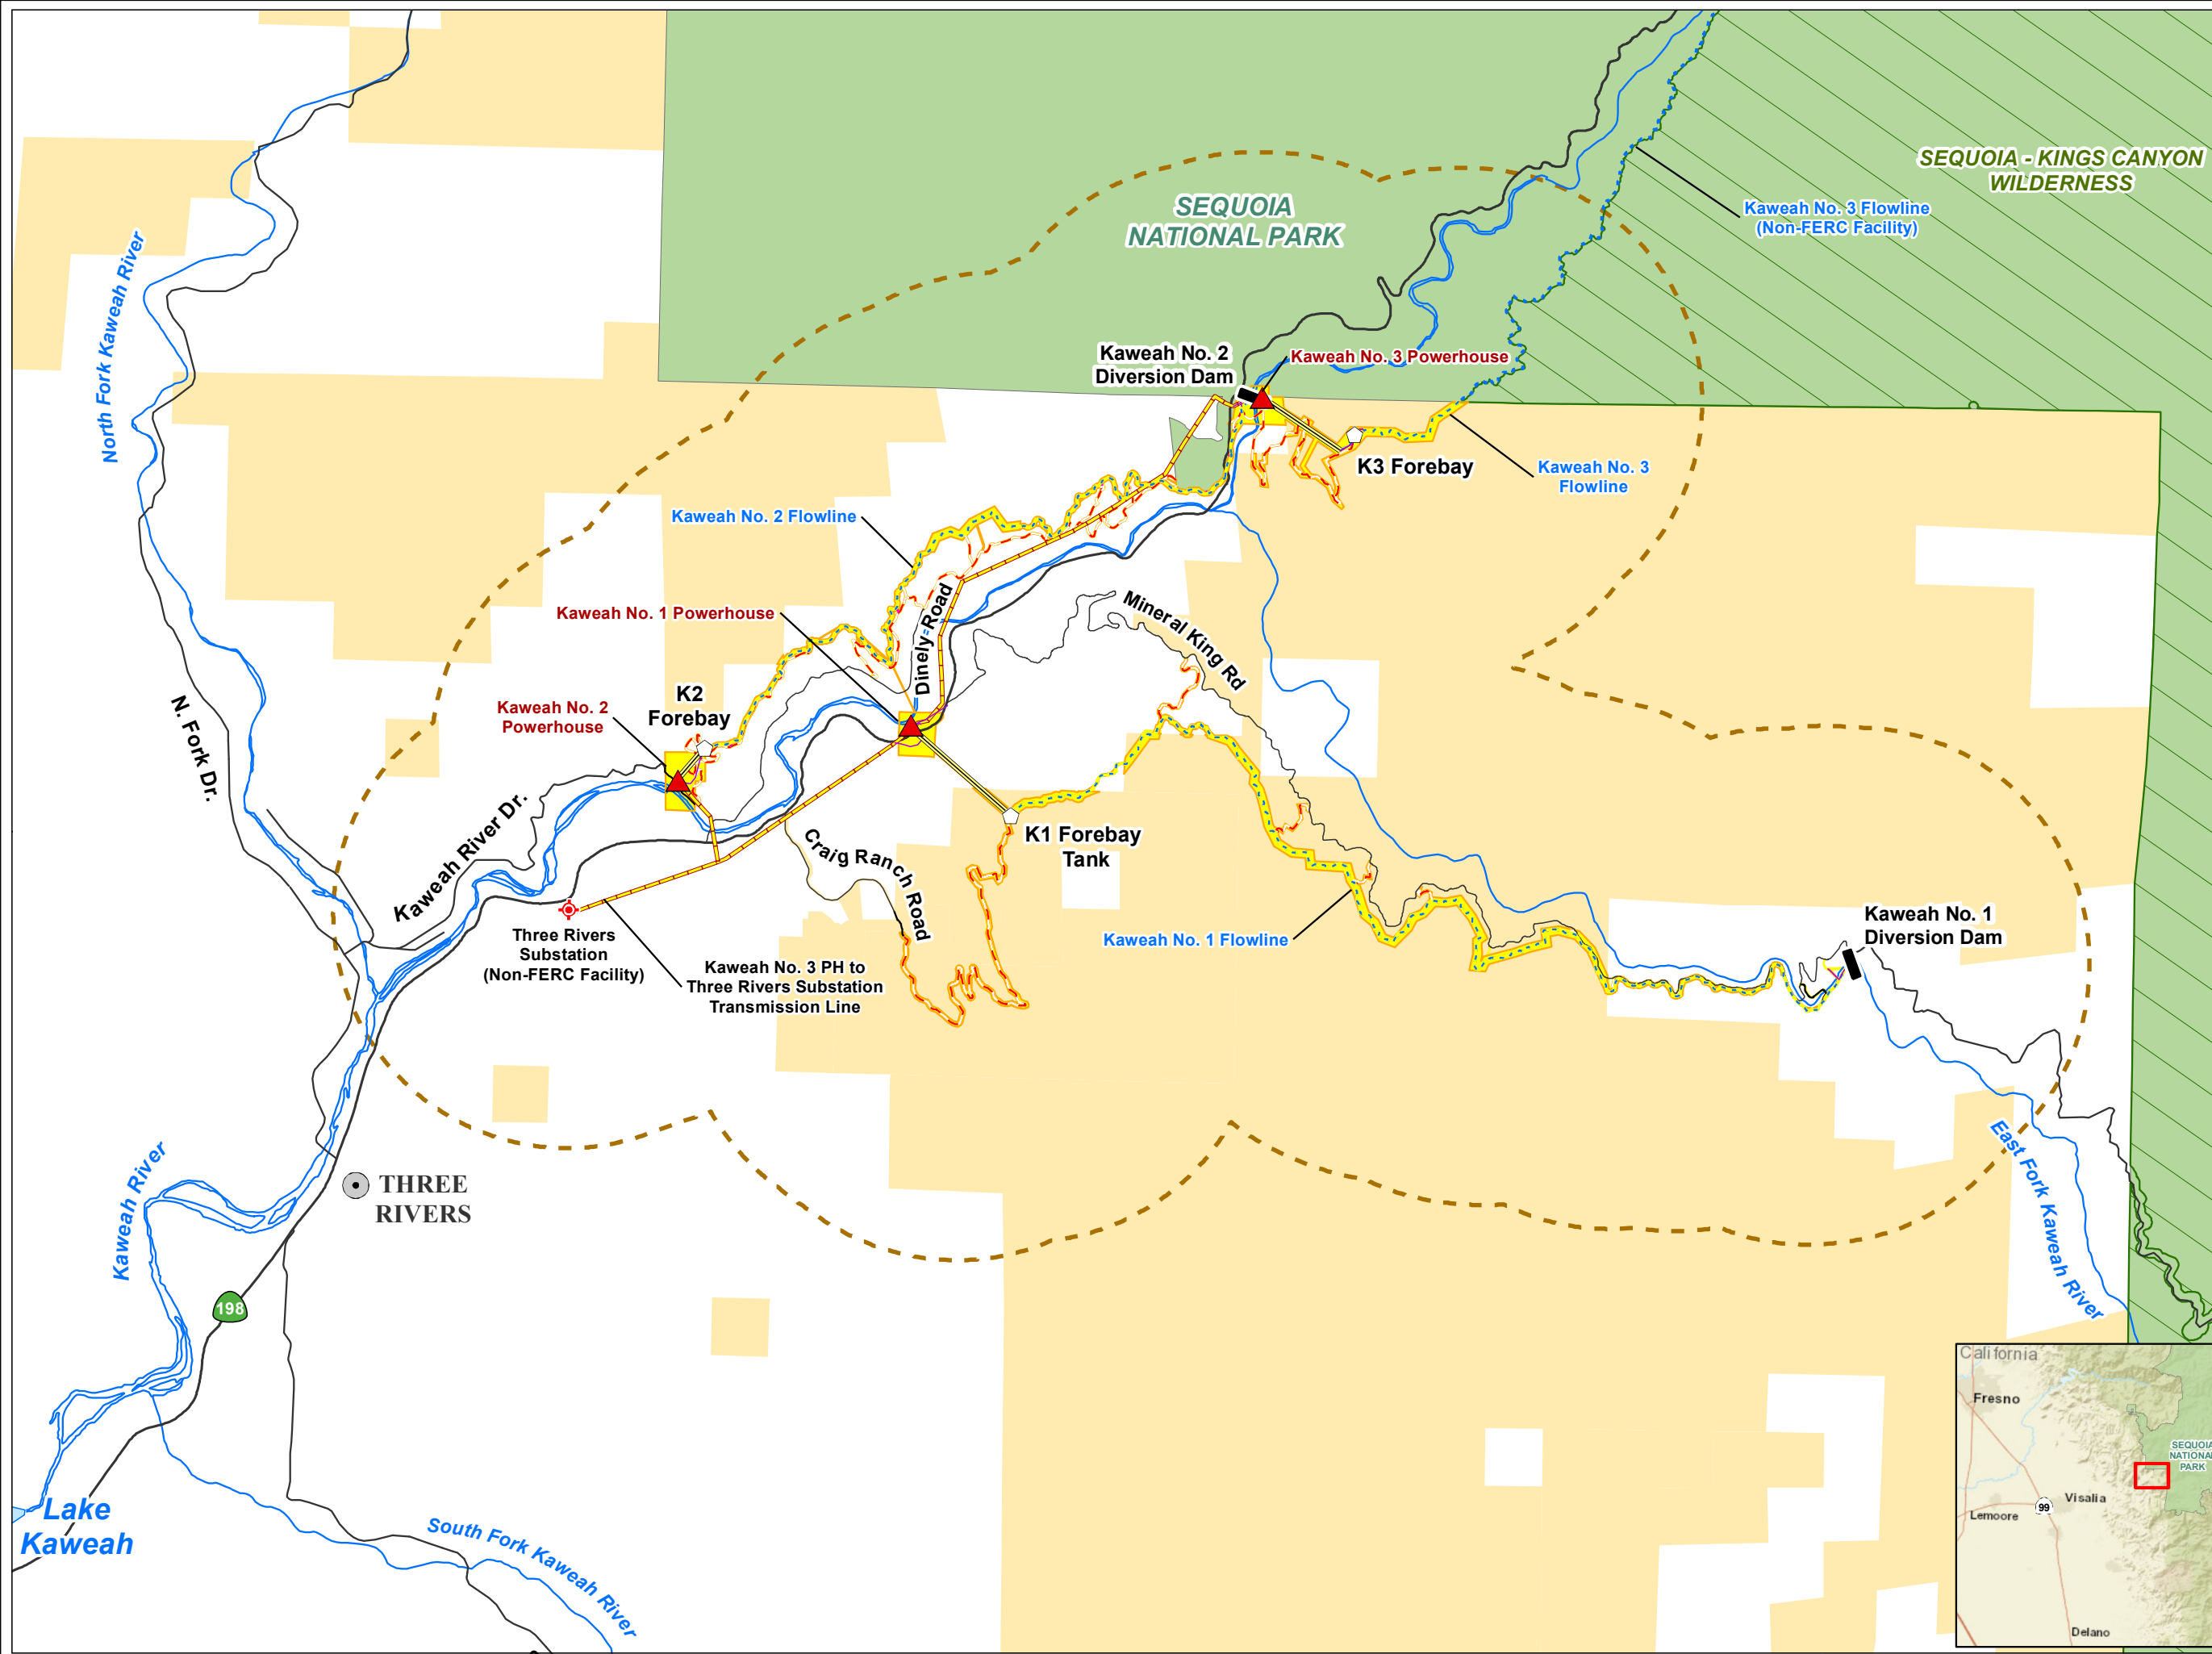 SEQUOIA - KINGS CANYON
WILDERNESS
SEQUOIA
NATIONAL PARK
Kaweah No. 3 Flowline
(Non-FERC Facility)
North Fork Kaweah River
Kaweah No. 2
Diversion Dam
Kaweah No. 3 Powerhouse
K3 Forebay
Kaweah No. 3
Flowline
Kaweah No. 2 Flowline
Dinely Road
Mineral King Rd
Kaweah No. 1 Powerhouse
K2
Forebay
Kaweah No. 2
Powerhouse
N. Fork Dr.
Kaweah River Dr.
Craig Ranch Road
K1 Forebay
Tank
Kaweah No. 1
Diversion Dam
Kaweah No. 1 Flowline
Three Rivers
Substation
(Non-FERC Facility)
Kaweah No. 3 PH to
Three Rivers Substation
Transmission Line
East Fork Kaweah River
Kaweah River
THREE
RIVERS
198
Lake
Kaweah
South Fork Kaweah River
California
Fresno
SEQUOIA
NATIONAL
PARK
Visalia
99
Lemoore
Delano